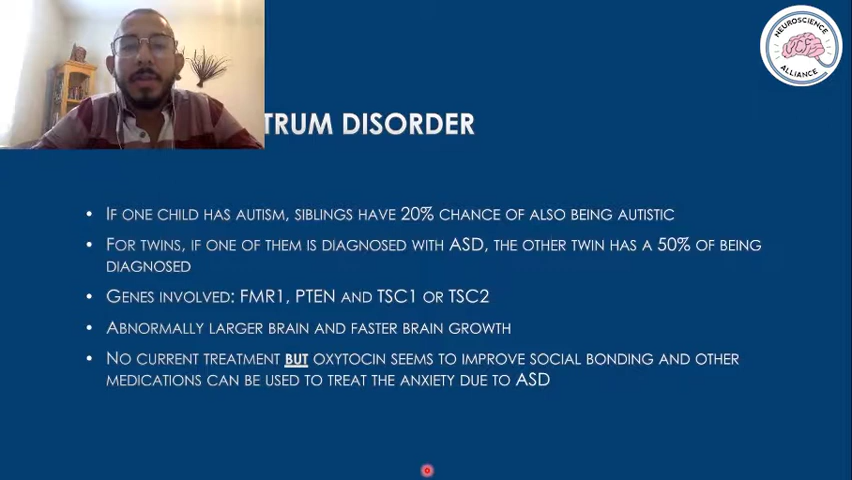 NEUROSCIENCE
UCF
ALLIANCE
TRUM DISORDER
• IF ONE CHILD HAS AUTISM, SIBLINGS HAVE 20% CHANCE OF ALSO BEING AUTISTIC
• FOR TWINS, IF ONE OF THEM IS DIAGNOSED WITH ASD, THE OTHER TWIN HAS A 50% OF BEING
DIAGNOSED
• GENES INVOLVED: FMR1, PTEN AND TSC1 OR TSC2
• ABNORMALLY LARGER BRAIN AND FASTER BRAIN GROWTH
• NO CURRENT TREATMENT BUT OXYTOCIN SEEMS TO IMPROVE SOCIAL BONDING AND OTHER
MEDICATIONS CAN BE USED TO TREAT THE ANXIETY DUE TO ASD